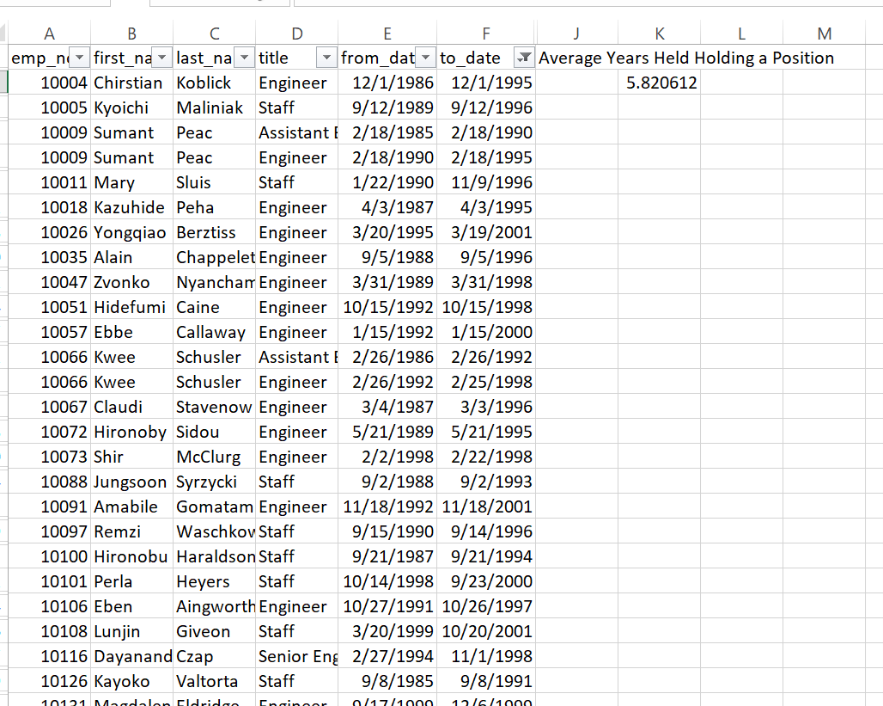 A B C D E F J K L M
emp_n first_na last_na title from_dat to_date Average Years Held Holding a Position
10004 Chirstian Koblick Engineer 12/1/1986 12/1/1995 5.820612
10005 Kyoichi Maliniak Staff 9/12/1989 9/12/1996
10009 Sumant Peac Assistant E 2/18/1985 2/18/1990
10009 Sumant Peac Engineer 2/18/1990 2/18/1995
10011 Mary Sluis Staff 1/22/1990 11/9/1996
10018 Kazuhide Peha Engineer 4/3/1987 4/3/1995
10026 Yongqiao Berztiss Engineer 3/20/1995 3/19/2001
10035 Alain Chappelet Engineer 9/5/1988 9/5/1996
10047 Zvonko Nyancham Engineer 3/31/1989 3/31/1998
10051 Hidefumi Caine Engineer 10/15/1992 10/15/1998
10057 Ebbe Callaway Engineer 1/15/1992 1/15/2000
10066 Kwee Schusler Assistant E 2/26/1986 2/26/1992
10066 Kwee Schusler Engineer 2/26/1992 2/25/1998
10067 Claudi Stavenow Engineer 3/4/1987 3/3/1996
10072 Hironoby Sidou Engineer 5/21/1989 5/21/1995
10073 Shir McClurg Engineer 2/2/1998 2/22/1998
10088 Jungsoon Syrzycki Staff 9/2/1988 9/2/1993
10091 Amabile Gomatam Engineer 11/18/1992 11/18/2001
10097 Remzi Waschkow Staff 9/15/1990 9/14/1996
10100 Hironobu Haraldson Staff 9/21/1987 9/21/1994
10101 Perla Heyers Staff 10/14/1998 9/23/2000
10106 Eben Aingworth Engineer 10/27/1991 10/26/1997
10108 Lunjin Giveon Staff 3/20/1999 10/20/2001
10116 Dayanand Czap Senior Eng 2/27/1994 11/1/1998
10126 Kayoko Valtorta Staff 9/8/1985 9/8/1991
10131 Magdalen Eldridge Engineer 9/17/1999 12/6/1999